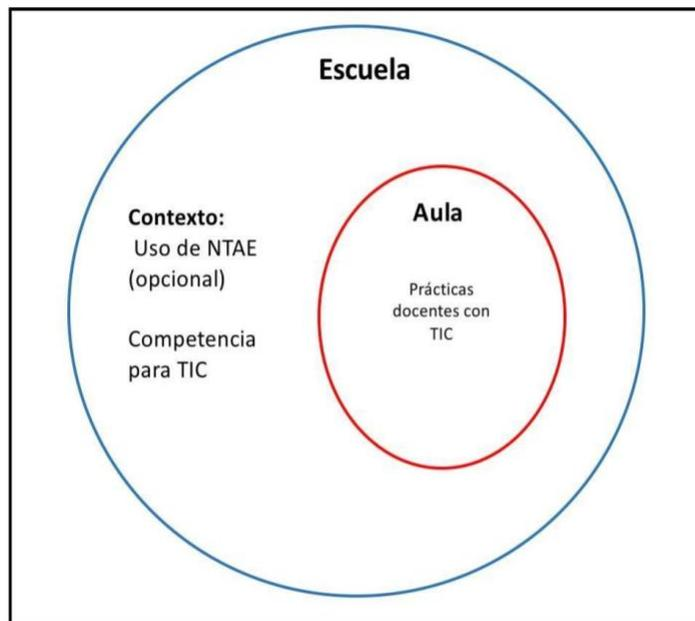 Escuela
Contexto:
Uso de NTAE
(opcional)
Competencia
para TIC
Aula
Prácticas
docentes con
TIC